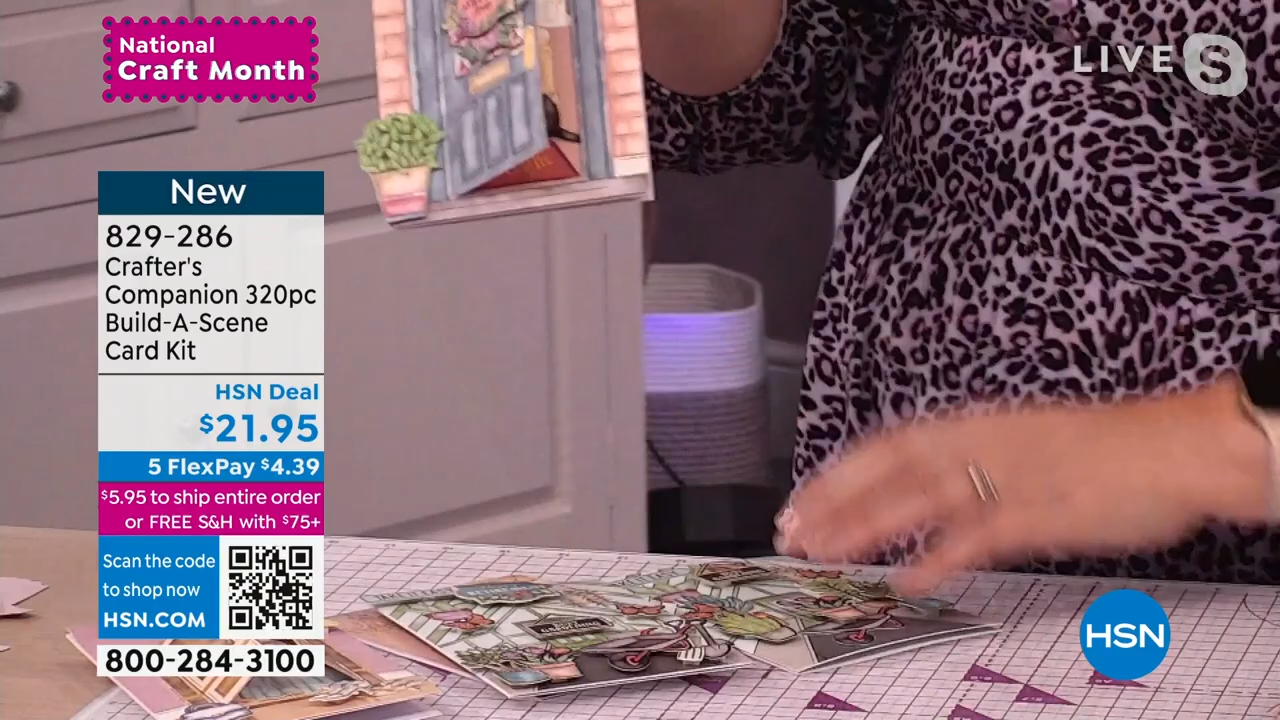 National
Craft Month
LIVE S
New
829-286
Crafter's
Companion 320pc
Build-A-Scene
Card Kit
HSN Deal
$21.95
5 FlexPay $4.39
$5.95 to ship entire order
or FREE S&H with $75+
Scan the code
to shop now
HSN.COM
800-284-3100
HSN